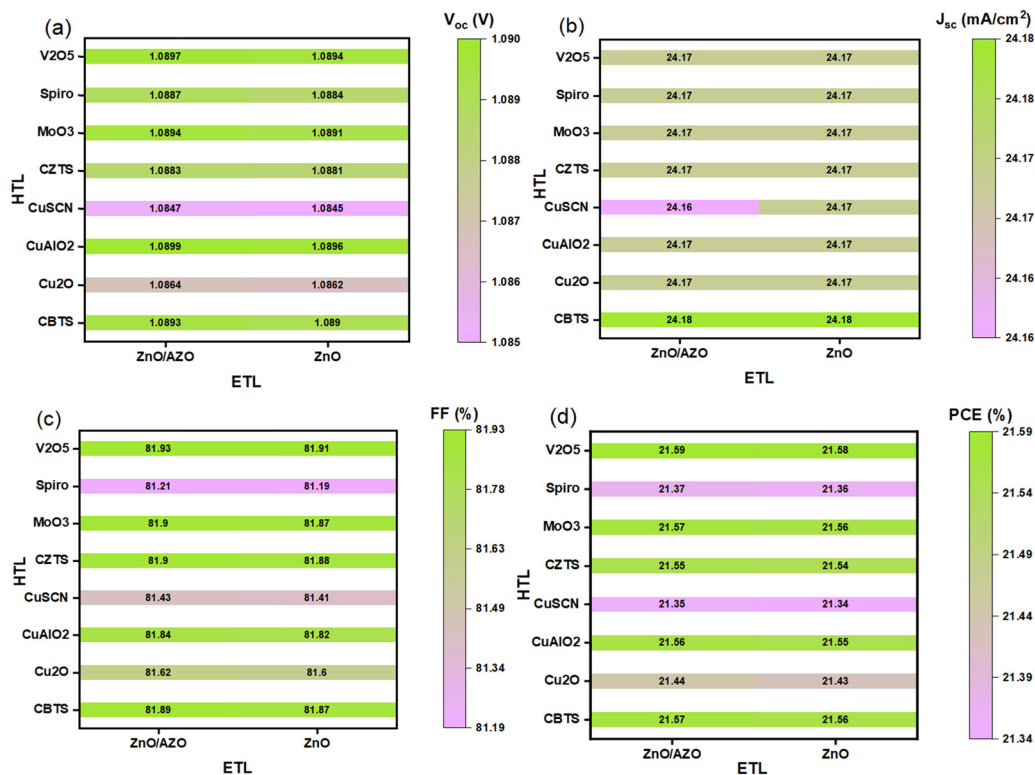 (a)
V_oc (V)
V2O5 1.0897 1.0894
Spiro 1.0887 1.0884
MoO3 1.0894 1.0891
CZTS 1.0883 1.0881
CuSCN 1.0847 1.0845
CuAlO2 1.0899 1.0896
Cu2O 1.0864 1.0862
CBTS 1.0893 1.089
HTL
ZnO/AZO ZnO
ETL
1.090
1.089
1.088
1.087
1.086
1.085
(b)
J_sc (mA/cm²)
V2O5 24.17 24.17
Spiro 24.17 24.17
MoO3 24.17 24.17
CZTS 24.17 24.17
CuSCN 24.16 24.17
CuAlO2 24.17 24.17
Cu2O 24.17 24.17
CBTS 24.18 24.18
HTL
ZnO/AZO ZnO
ETL
24.18
24.18
24.17
24.17
24.16
24.16
(c)
FF (%)
V2O5 81.93 81.91
Spiro 81.21 81.19
MoO3 81.9 81.87
CZTS 81.9 81.88
CuSCN 81.43 81.41
CuAlO2 81.84 81.82
Cu2O 81.62 81.6
CBTS 81.89 81.87
HTL
ZnO/AZO ZnO
ETL
81.93
81.78
81.63
81.49
81.34
81.19
(d)
PCE (%)
V2O5 21.59 21.58
Spiro 21.37 21.36
MoO3 21.57 21.56
CZTS 21.55 21.54
CuSCN 21.35 21.34
CuAlO2 21.56 21.55
Cu2O 21.44 21.43
CBTS 21.57 21.56
HTL
ZnO/AZO ZnO
ETL
21.59
21.54
21.49
21.44
21.39
21.34